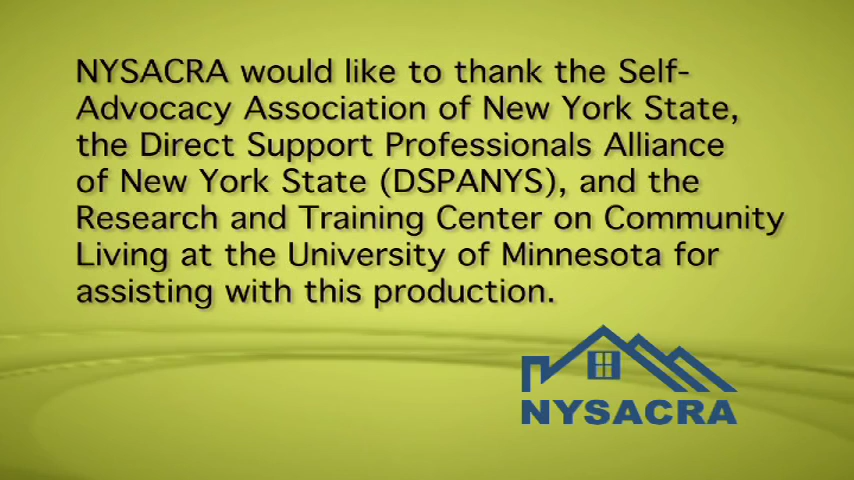 NYSACRA would like to thank the Self-
Advocacy Association of New York State,
the Direct Support Professionals Alliance
of New York State (DSPANYS), and the
Research and Training Center on Community
Living at the University of Minnesota for
assisting with this production.
NYSACRA